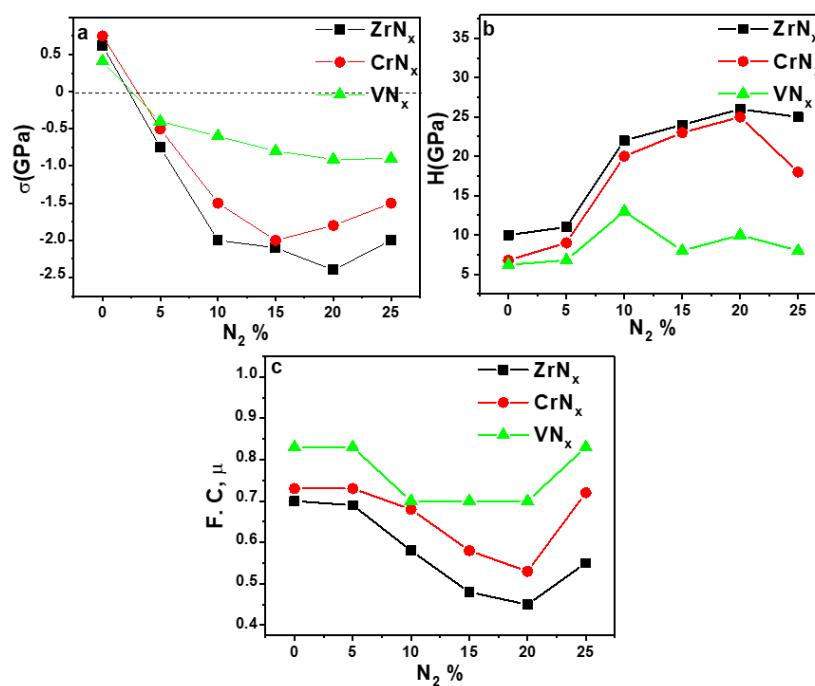 a
ZrNx
CrNx
VNx
σ(GPa)
0.5
0
-0.5
-1.0
-1.5
-2.0
-2.5
0 5 10 15 20 25
N2 %
b
ZrNx
CrNx
VNx
H(GPa)
35
30
25
20
15
10
5
0 5 10 15 20 25
N2 %
c
ZrNx
CrNx
VNx
F. C, μ
1.0
0.9
0.8
0.7
0.6
0.5
0.4
0 5 10 15 20 25
N2 %